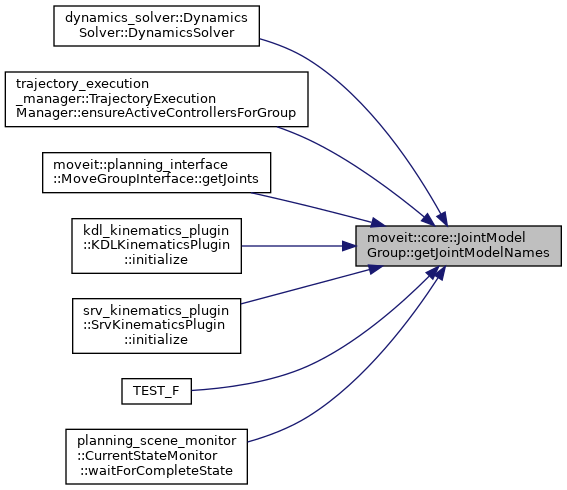 dynamics_solver::Dynamics
Solver::DynamicsSolver
trajectory_execution
_manager::TrajectoryExecution
Manager::ensureActiveControllersForGroup
moveit::planning_interface
::MoveGroupInterface::getJoints
kdl_kinematics_plugin
::KDLKinematicsPlugin
::initialize
moveit::core::JointModel
Group::getJointModelNames
srv_kinematics_plugin
::SrvKinematicsPlugin
::initialize
TEST_F
planning_scene_monitor
::CurrentStateMonitor
::waitForCompleteState